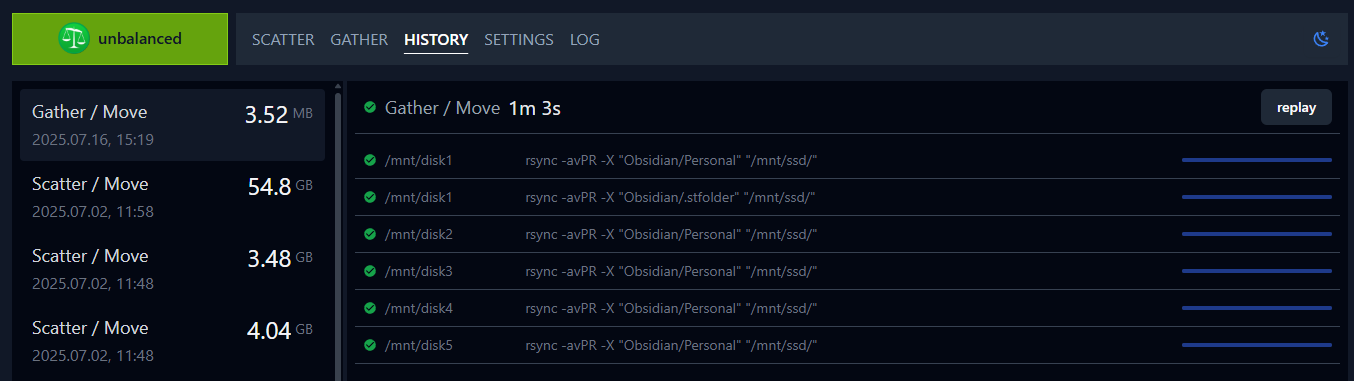 unbalanced
SCATTER GATHER HISTORY SETTINGS LOG
Gather / Move 3.52 MB
2025.07.16, 15:19
Scatter / Move 54.8 GB
2025.07.02, 11:58
Scatter / Move 3.48 GB
2025.07.02, 11:48
Scatter / Move 4.04 GB
2025.07.02, 11:48
Gather / Move 1m 3s replay
/mnt/disk1 rsync -avPR -X "Obsidian/Personal" "/mnt/ssd/"
/mnt/disk1 rsync -avPR -X "Obsidian/.stfolder" "/mnt/ssd/"
/mnt/disk2 rsync -avPR -X "Obsidian/Personal" "/mnt/ssd/"
/mnt/disk3 rsync -avPR -X "Obsidian/Personal" "/mnt/ssd/"
/mnt/disk4 rsync -avPR -X "Obsidian/Personal" "/mnt/ssd/"
/mnt/disk5 rsync -avPR -X "Obsidian/Personal" "/mnt/ssd/"